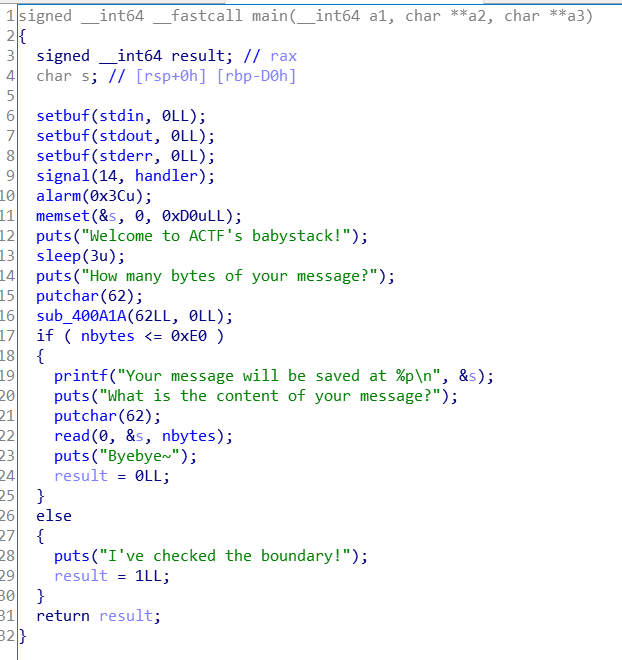 1 signed __int64 __fastcall main(__int64 a1, char **a2, char **a3)
2 {
3   signed __int64 result; // rax
4   char s; // [rsp+0h] [rbp-D0h]
5
6   setbuf(stdin, 0LL);
7   setbuf(stdout, 0LL);
8   setbuf(stderr, 0LL);
9   signal(14, handler);
10   alarm(0x3Cu);
11   memset(&s, 0, 0xD0uLL);
12   puts("Welcome to ACTF's babystack!");
13   sleep(3u);
14   puts("How many bytes of your message?");
15   putchar(62);
16   sub_400A1A(62LL, 0LL);
17   if ( nbytes <= 0xE0 )
18   {
19     printf("Your message will be saved at %p\n", &s);
20     puts("What is the content of your message?");
21     putchar(62);
22     read(0, &s, nbytes);
23     puts("Byebye~");
24     result = 0LL;
25   }
26   else
27   {
28     puts("I've checked the boundary!");
29     result = 1LL;
30   }
31   return result;
32 }